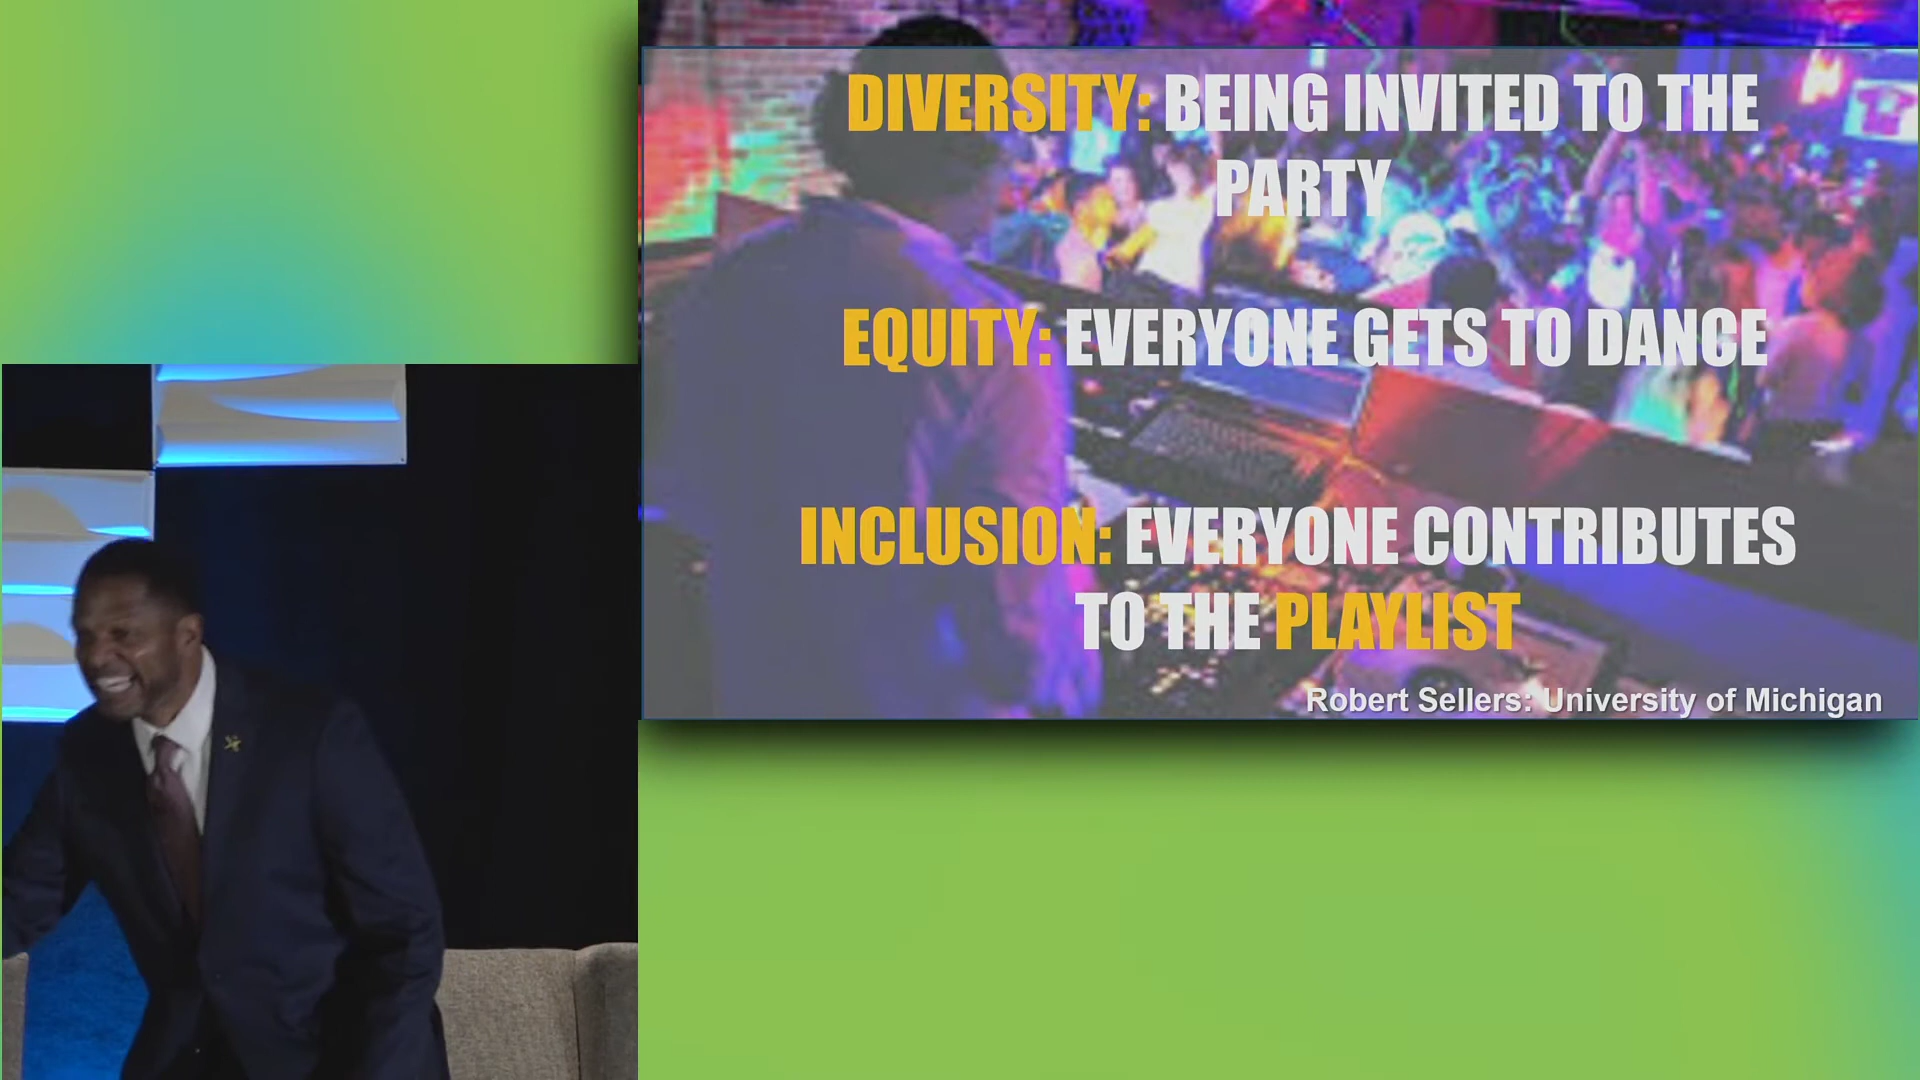 DIVERSITY: BEING INVITED TO THE
PARTY
EQUITY: EVERYONE GETS TO DANCE
INCLUSION: EVERYONE CONTRIBUTES
TO THE PLAYLIST
Robert Sellers: University of Michigan